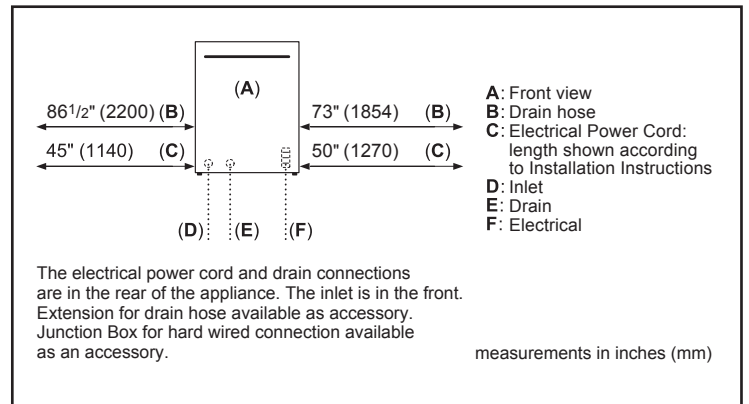 (A)
86 1/2" (2200) (B)
73" (1854) (B)
45" (1140) (C)
50" (1270) (C)
(D) (E) (F)
A: Front view
B: Drain hose
C: Electrical Power Cord:
length shown according
to Installation Instructions
D: Inlet
E: Drain
F: Electrical
The electrical power cord and drain connections
are in the rear of the appliance. The inlet is in the front.
Extension for drain hose available as accessory.
Junction Box for hard wired connection available
as an accessory.
measurements in inches (mm)